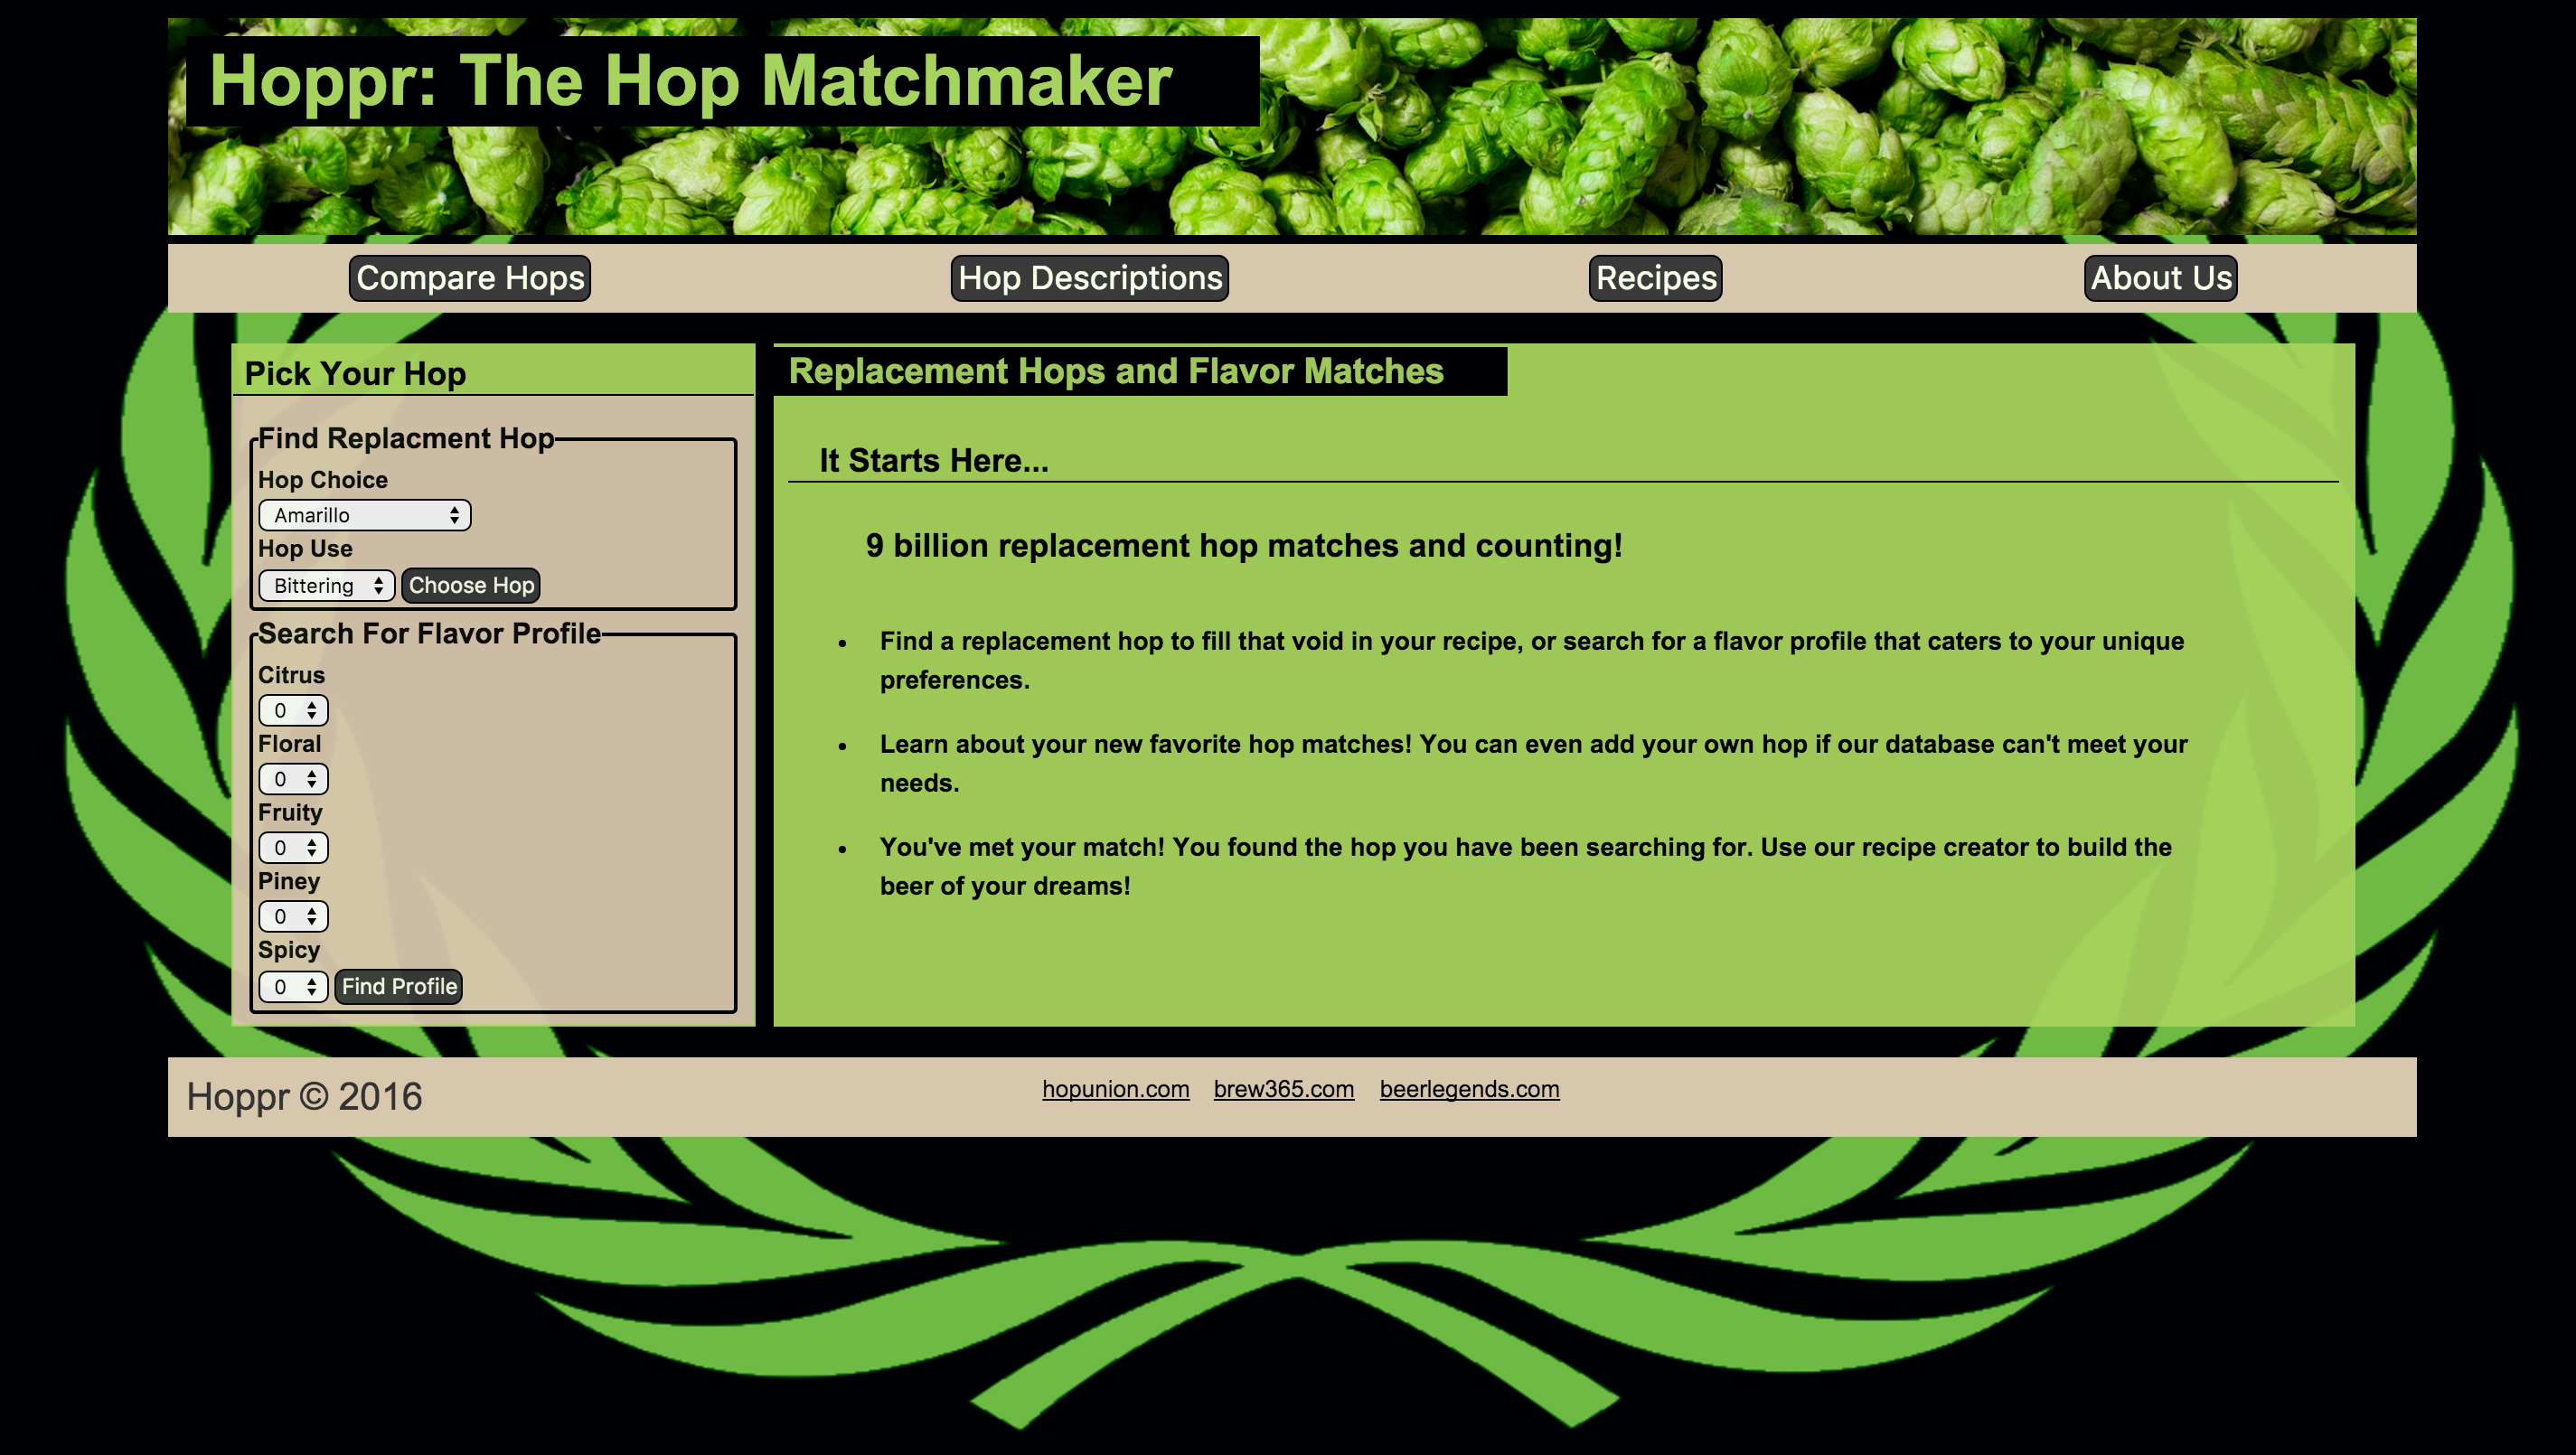 Hoppr: The Hop Matchmaker
Compare Hops
Hop Descriptions
Recipes
About Us
Pick Your Hop
Find Replacment Hop
Hop Choice
Amarillo
Hop Use
Bittering
Choose Hop
Search For Flavor Profile
Citrus
0
Floral
0
Fruity
0
Piney
0
Spicy
0
Find Profile
Replacement Hops and Flavor Matches
It Starts Here...
9 billion replacement hop matches and counting!
• Find a replacement hop to fill that void in your recipe, or search for a flavor profile that caters to your unique
preferences.
• Learn about your new favorite hop matches! You can even add your own hop if our database can't meet your
needs.
• You've met your match! You found the hop you have been searching for. Use our recipe creator to build the
beer of your dreams!
Hoppr © 2016
hopunion.com brew365.com beerlegends.com